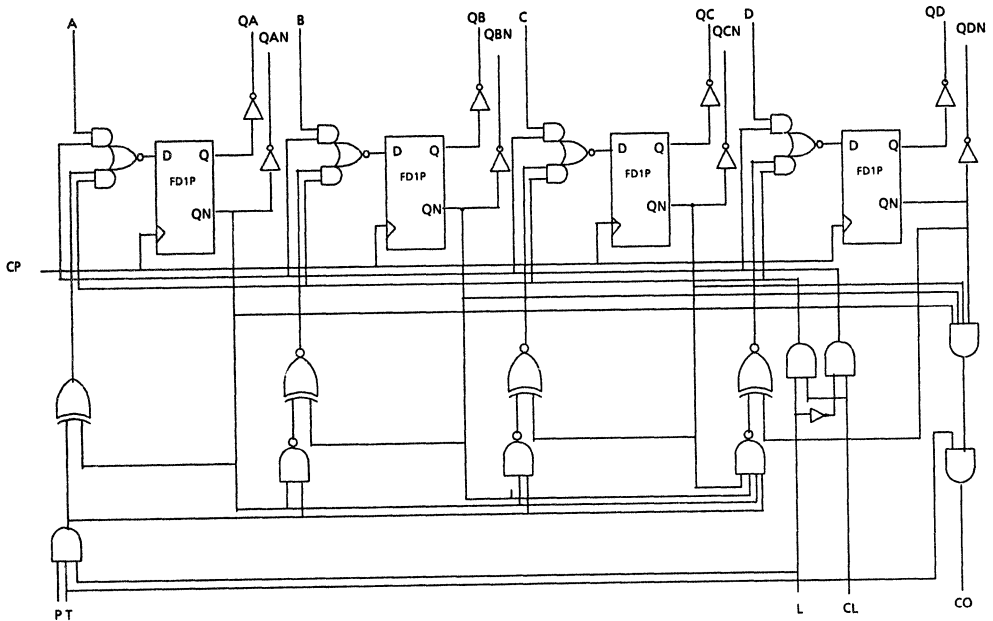 A QA QAN B QB QBN C QC QCN D QD QDN
D Q FD1P QN
D Q FD1P QN
D Q FD1P QN
D Q FD1P QN
CP
P T L CL CO